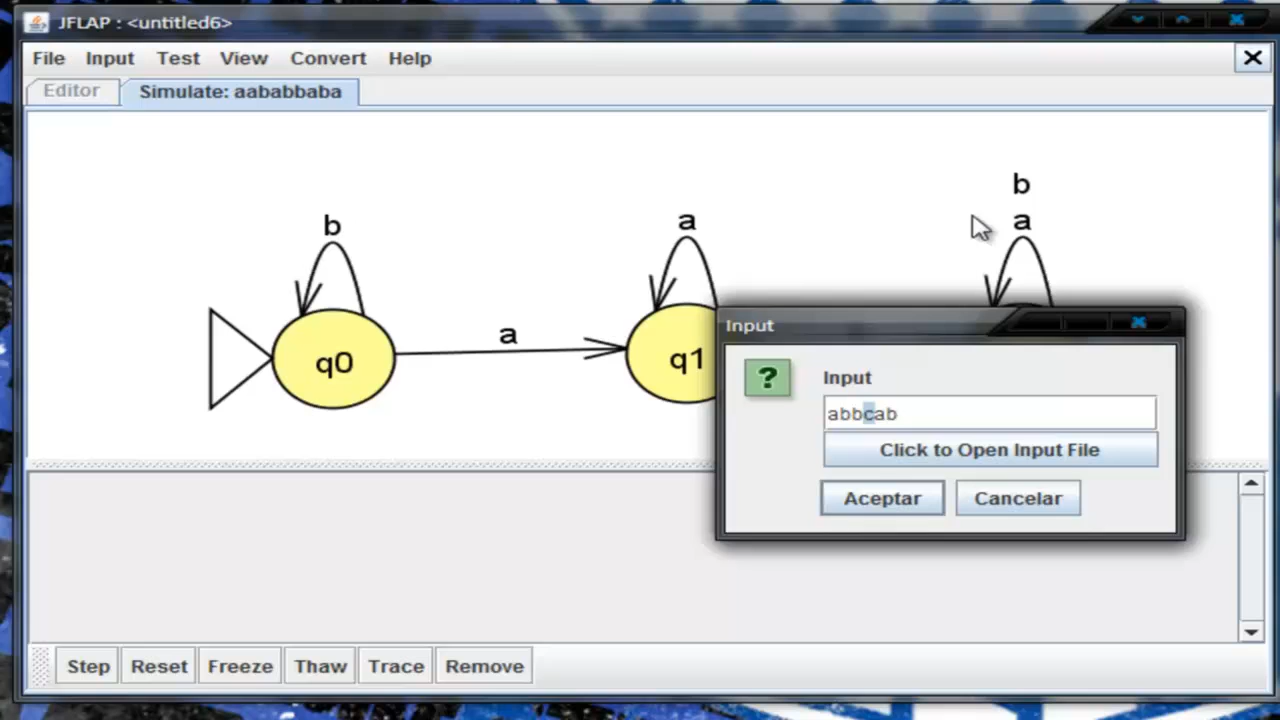 JFLAP : <untitled6>
File Input Test View Convert Help
Editor Simulate: aababbaba
b
b a a
a
q0 q1
Input
?
Input
abbcab
Click to Open Input File
Aceptar Cancelar
Step Reset Freeze Thaw Trace Remove